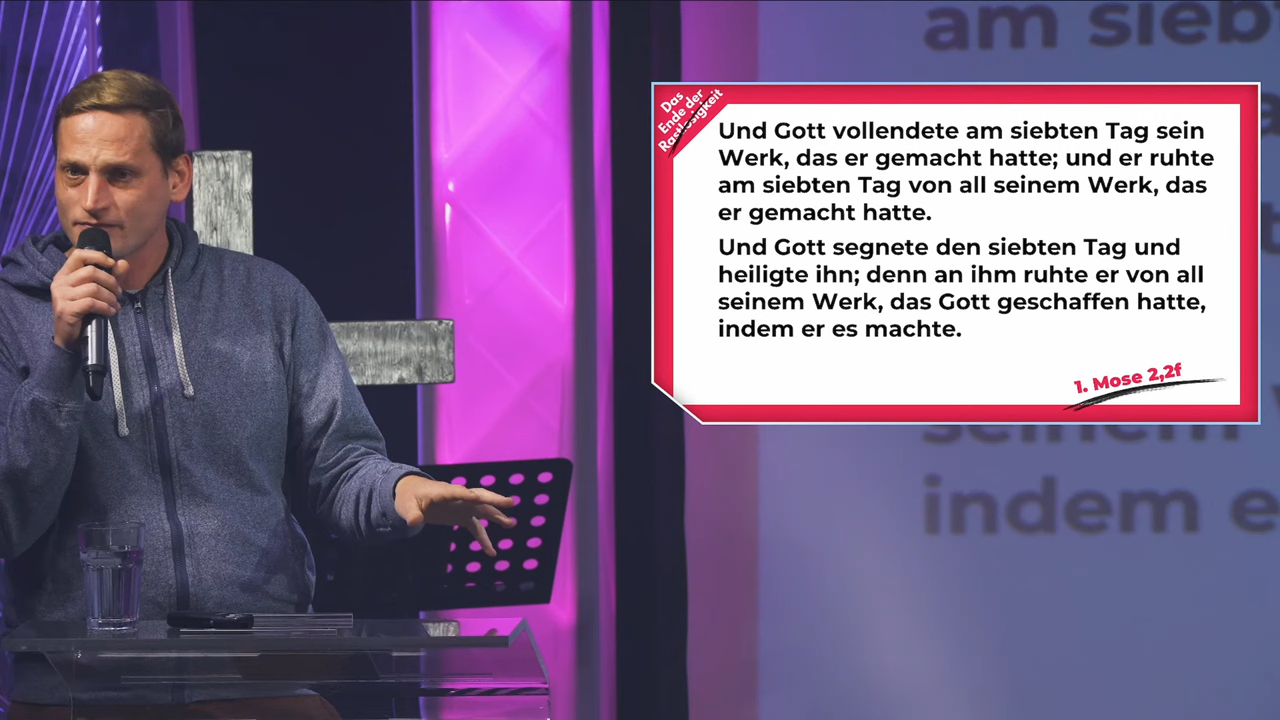 Das
Ende der
Rastlosigkeit
Und Gott vollendete am siebten Tag sein
Werk, das er gemacht hatte; und er ruhte
am siebten Tag von all seinem Werk, das
er gemacht hatte.
Und Gott segnete den siebten Tag und
heiligte ihn; denn an ihm ruhte er von all
seinem Werk, das Gott geschaffen hatte,
indem er es machte.
1. Mose 2,2f
am sieb
seinem
indem e